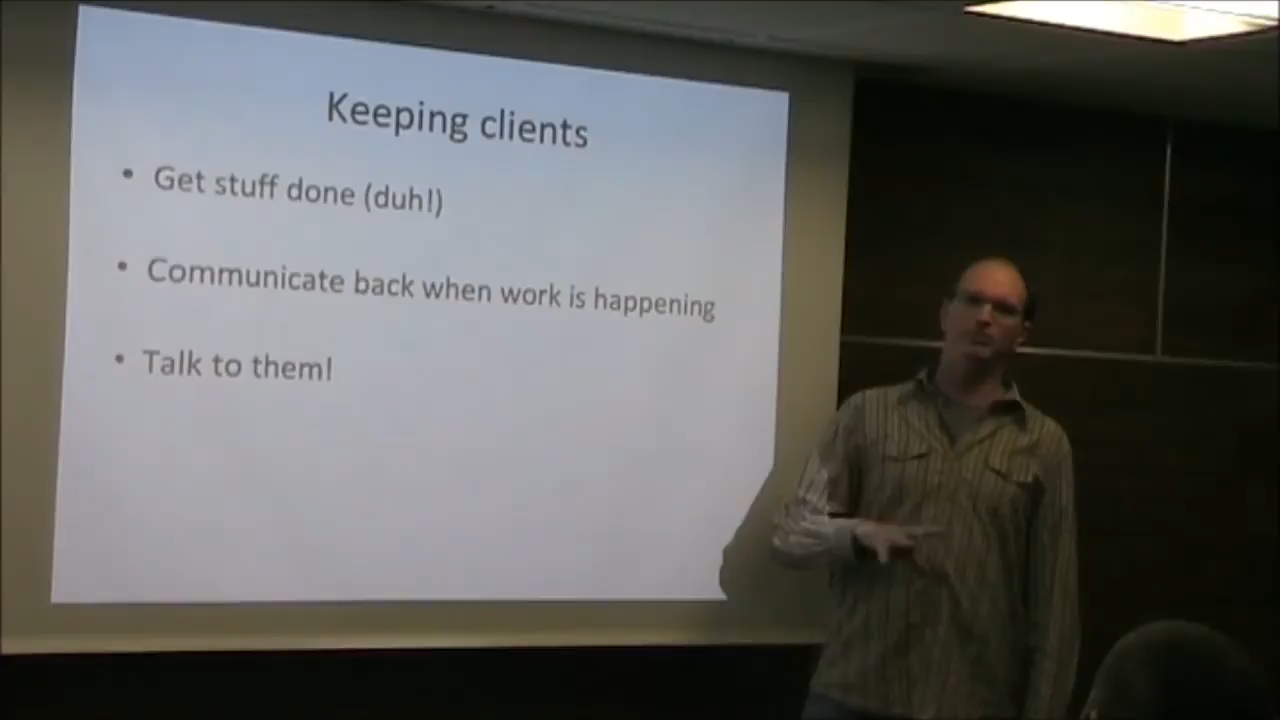 Keeping clients
• Get stuff done (duh!)
• Communicate back when work is happening
• Talk to them!